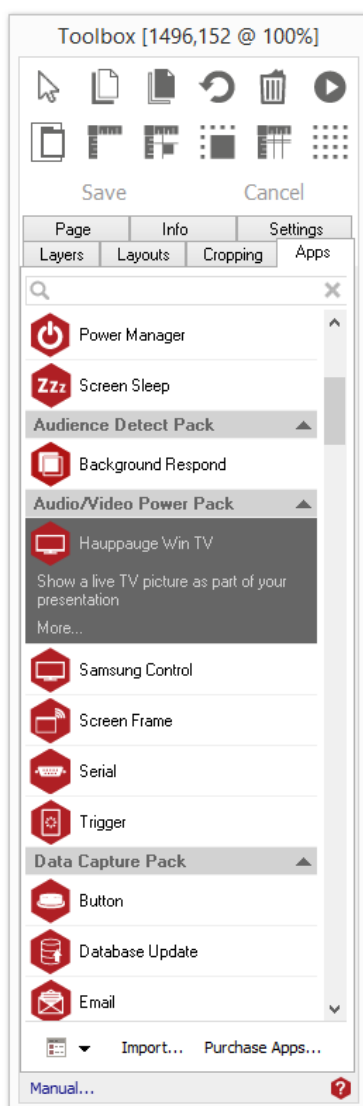 Toolbox [1496,152 @ 100%]
Save Cancel
Page Info Settings
Layers Layouts Cropping Apps
Power Manager
Zzz Screen Sleep
Audience Detect Pack
Background Respond
Audio/Video Power Pack
Hauppauge Win TV
Show a live TV picture as part of your
presentation
More...
Samsung Control
Screen Frame
Serial
Trigger
Data Capture Pack
Button
Database Update
Email
Import... Purchase Apps...
Manual... ?